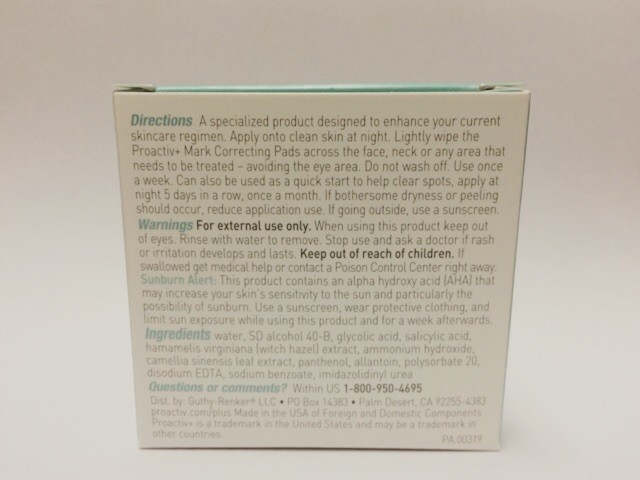 Directions A specialized product designed to enhance your current
skincare regimen. Apply onto clean skin at night. Lightly wipe the
Proactiv+ Mark Correcting Pads across the face, neck or any area that
needs to be treated – avoiding the eye area. Do not wash off. Use once
a week. Can also be used as a quick start to help clear spots, apply at
night 5 days in a row, once a month. If bothersome dryness or peeling
should occur, reduce application use. If going outside, use a sunscreen.
Warnings For external use only. When using this product keep out
of eyes. Rinse with water to remove. Stop use and ask a doctor if rash
or irritation develops and lasts. Keep out of reach of children. If
swallowed get medical help or contact a Poison Control Center right away.
Sunburn Alert: This product contains an alpha hydroxy acid (AHA) that
may increase your skin's sensitivity to the sun and particularly the
possibility of sunburn. Use a sunscreen, wear protective clothing, and
limit sun exposure while using this product and for a week afterwards.
Ingredients water, SD alcohol 40-B, glycolic acid, salicylic acid,
hamamelis virginiana (witch hazel) extract, ammonium hydroxide,
camellia sinensis leaf extract, panthenol, allantoin, polysorbate 20,
disodium EDTA, sodium benzoate, imidazolidinyl urea
Questions or comments? Within US 1-800-950-4695
Dist. by: Guthy-Renker® LLC • PO Box 14383 • Palm Desert, CA 92255-4383
proactiv.com/plus Made in the USA of Foreign and Domestic Components
Proactiv+ is a trademark in the United States and may be a trademark in
other countries.
PA.00319